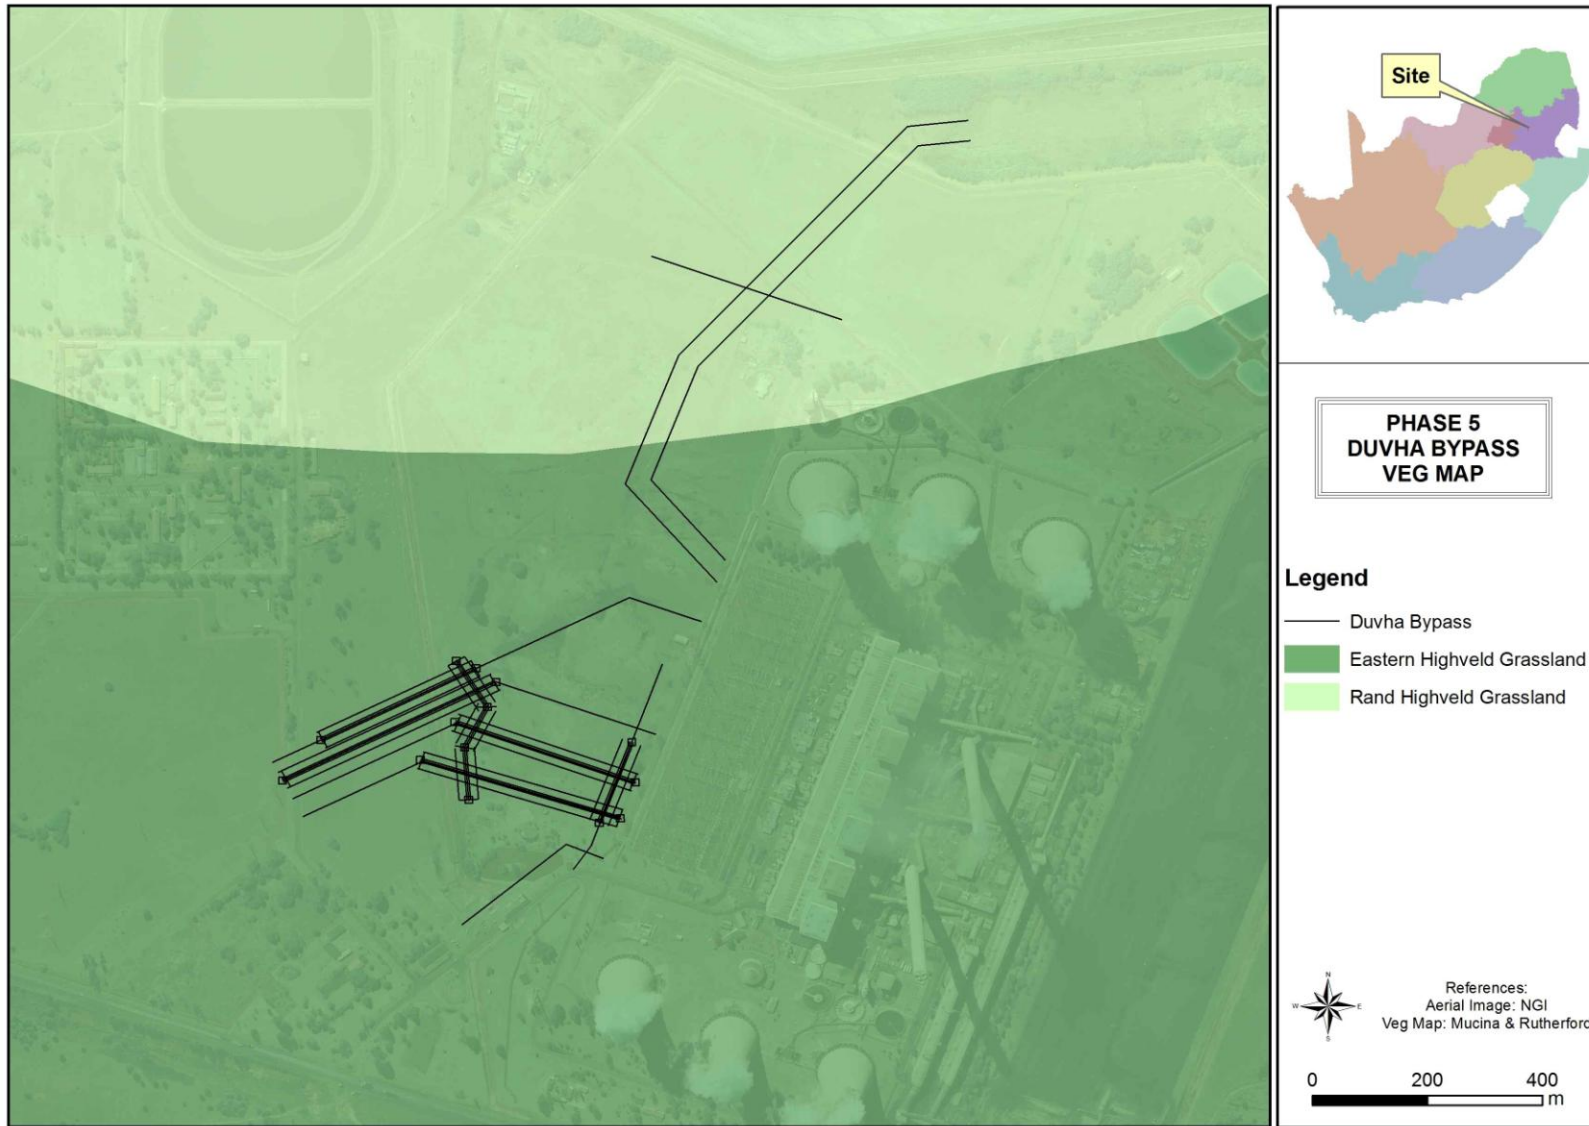 Site
PHASE 5
DUVHA BYPASS
VEG MAP
Legend
Duvha Bypass
Eastern Highveld Grassland
Rand Highveld Grassland
N
W
E
S
References:
Aerial Image: NGI
Veg Map: Mucina & Rutherford
0 200 400
m